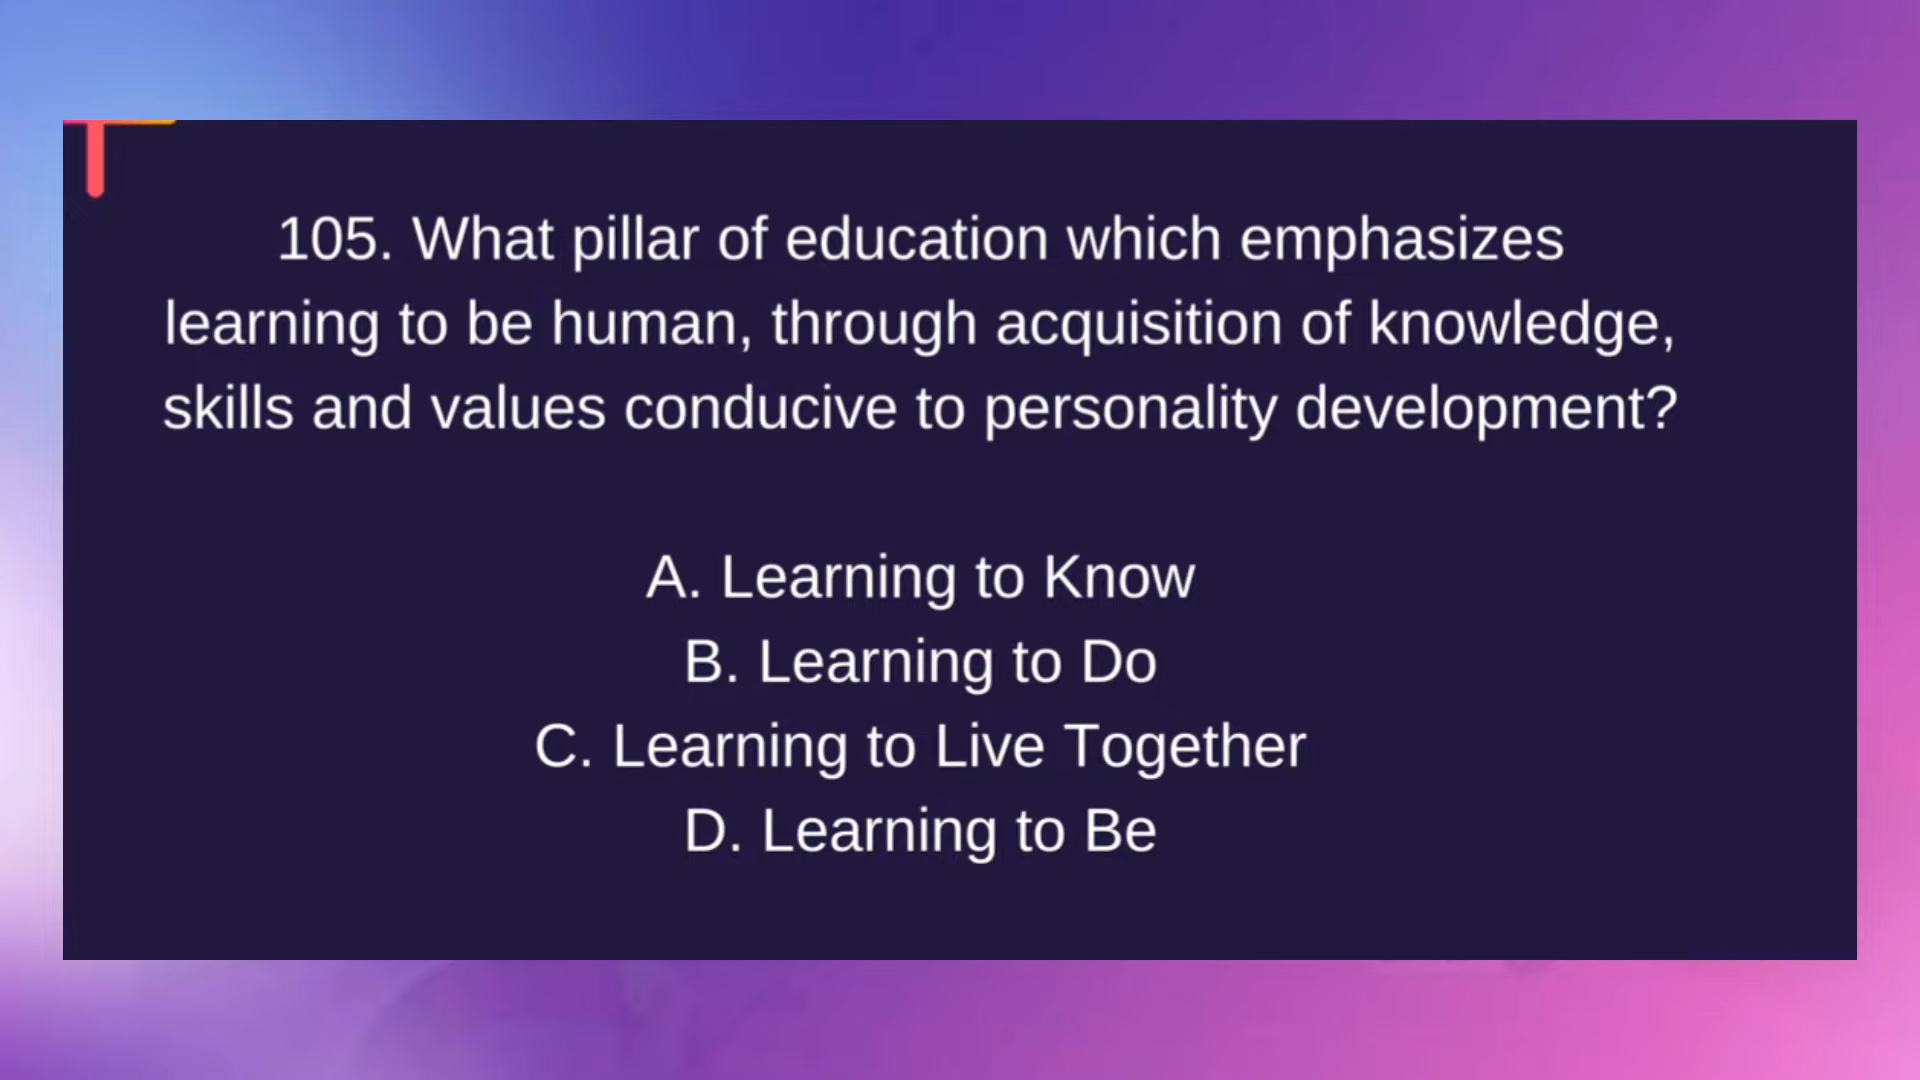 105. What pillar of education which emphasizes
learning to be human, through acquisition of knowledge,
skills and values conducive to personality development?
A. Learning to Know
B. Learning to Do
C. Learning to Live Together
D. Learning to Be